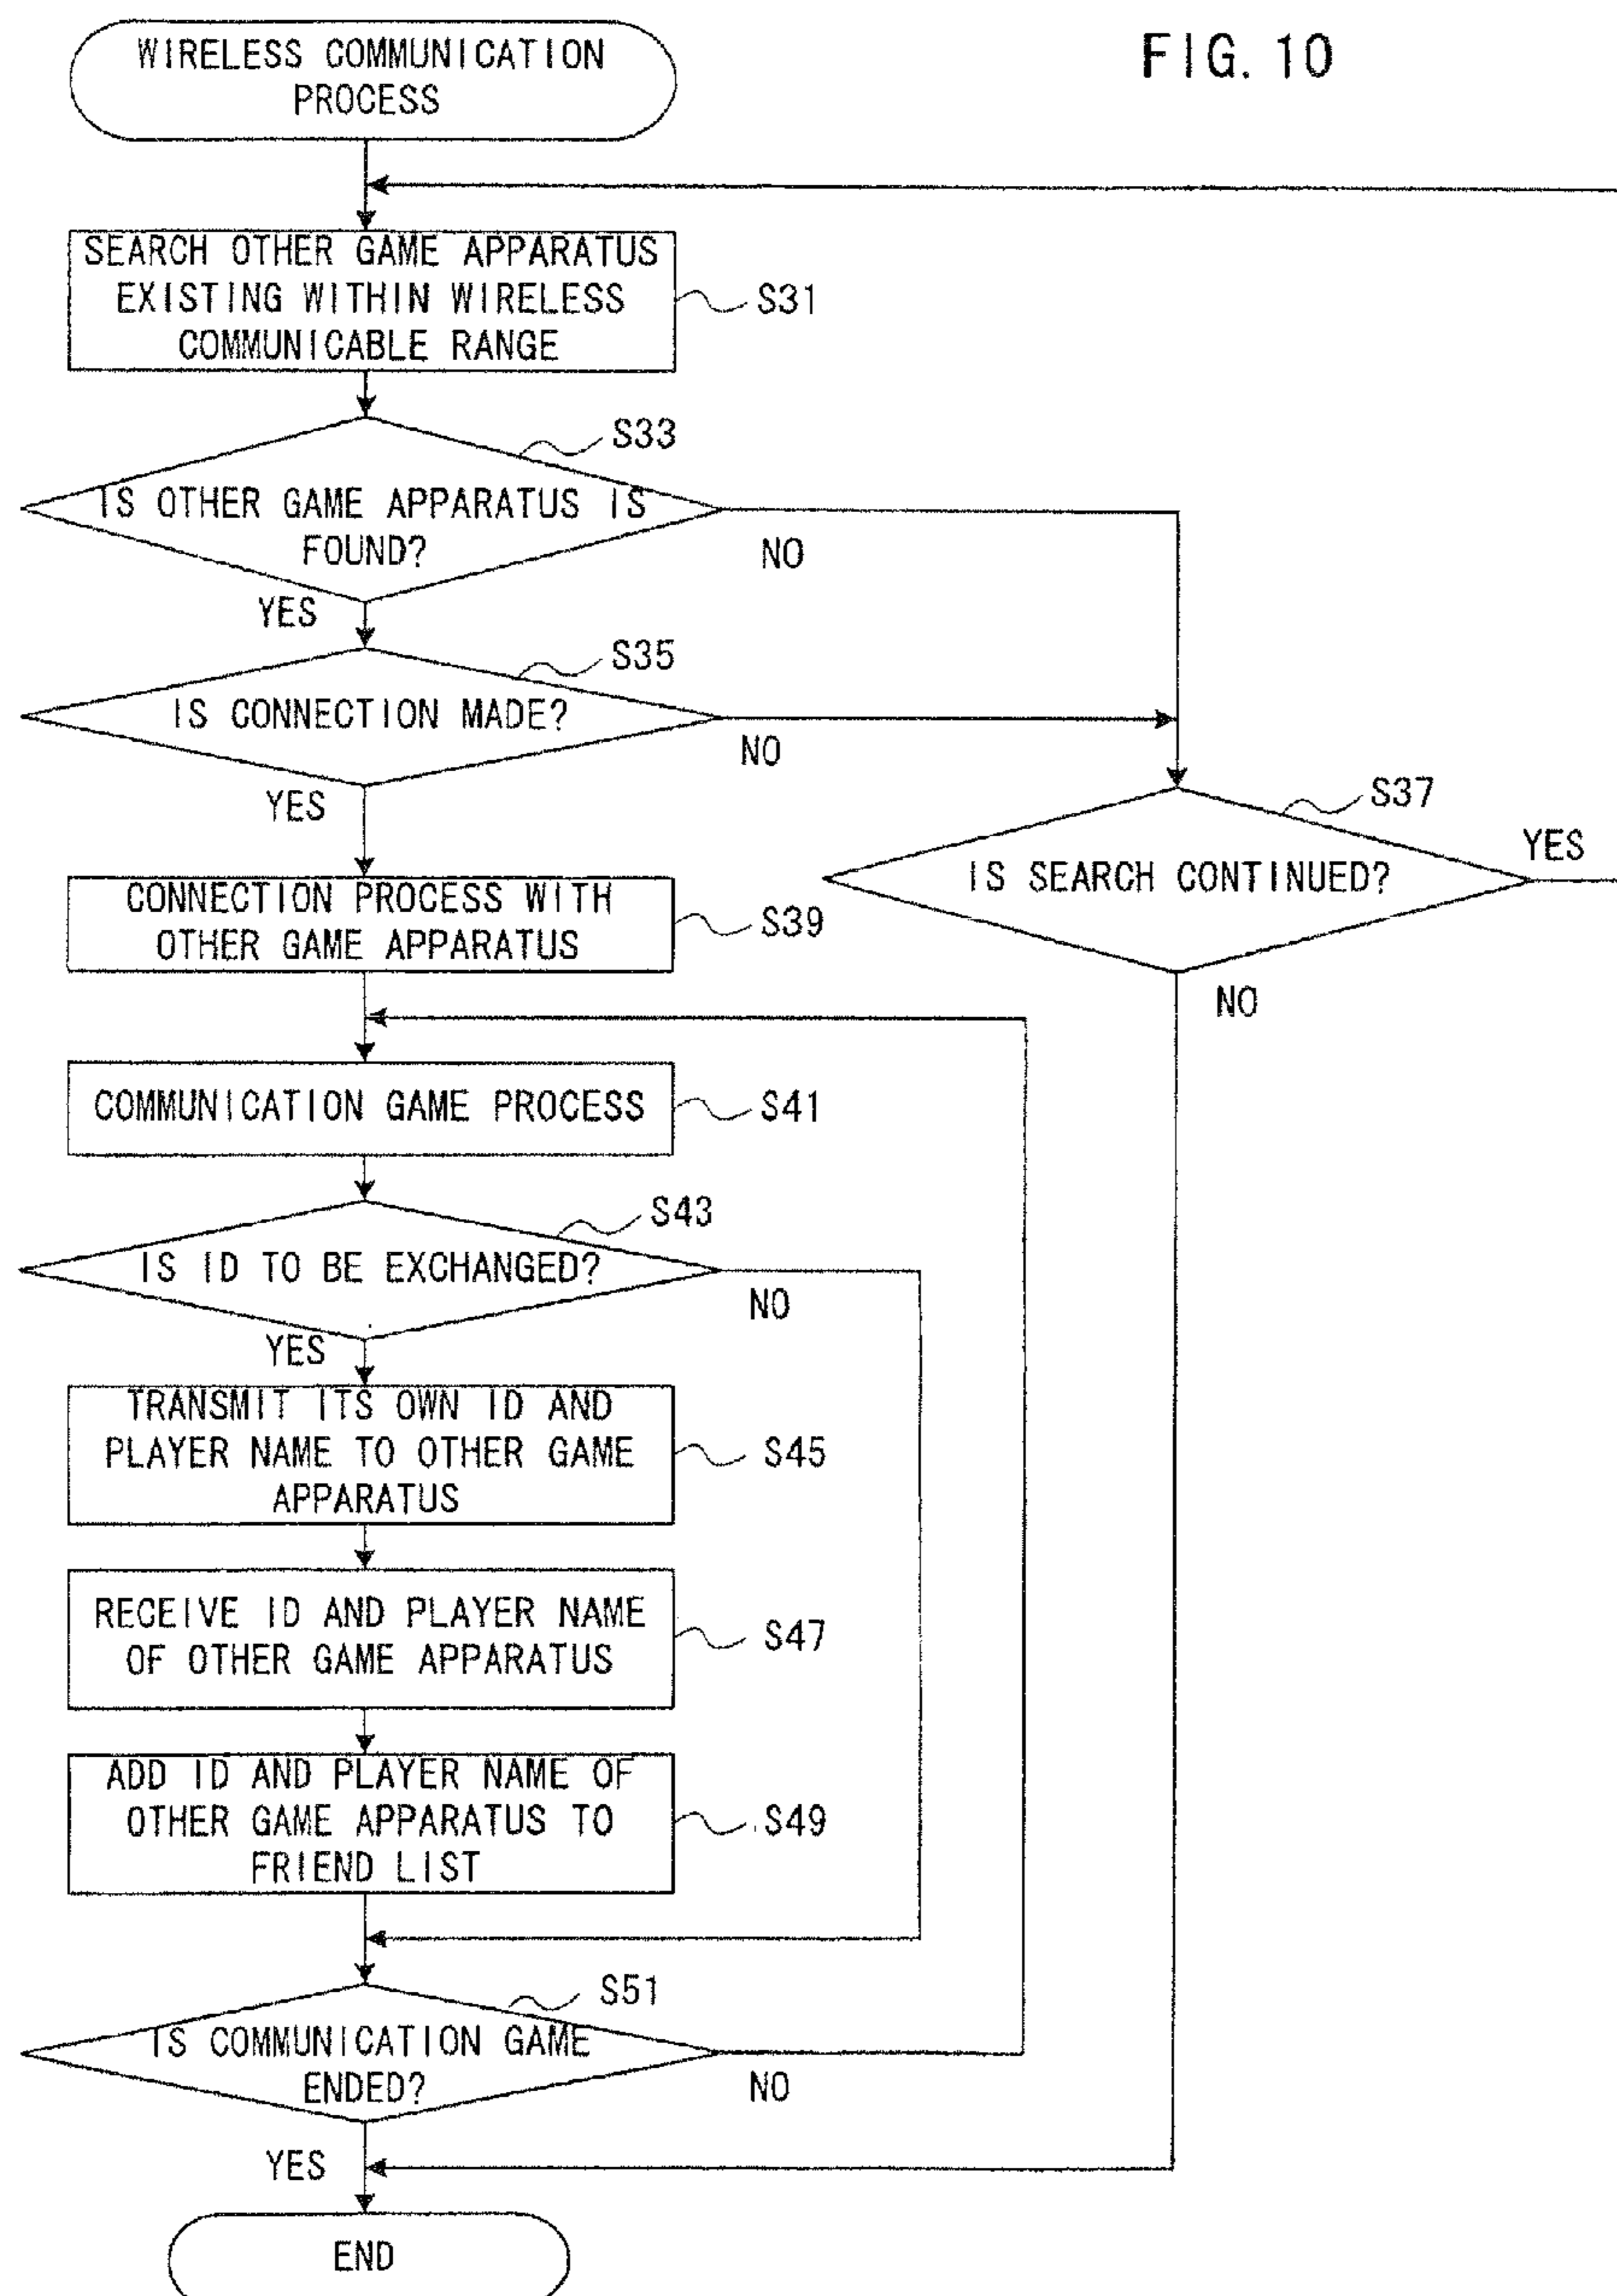 FIG. 10
WIRELESS COMMUNICATION
PROCESS
SEARCH OTHER GAME APPARATUS
EXISTING WITHIN WIRELESS
COMMUNICABLE RANGE
S31
S33
IS OTHER GAME APPARATUS IS
FOUND?
NO
YES
S35
IS CONNECTION MADE?
NO
YES
S37
IS SEARCH CONTINUED?
YES
NO
CONNECTION PROCESS WITH
OTHER GAME APPARATUS
S39
COMMUNICATION GAME PROCESS
S41
S43
IS ID TO BE EXCHANGED?
NO
YES
TRANSMIT ITS OWN ID AND
PLAYER NAME TO OTHER GAME
APPARATUS
S45
RECEIVE ID AND PLAYER NAME
OF OTHER GAME APPARATUS
S47
ADD ID AND PLAYER NAME OF
OTHER GAME APPARATUS TO
FRIEND LIST
S49
S51
IS COMMUNICATION GAME
ENDED?
NO
YES
END